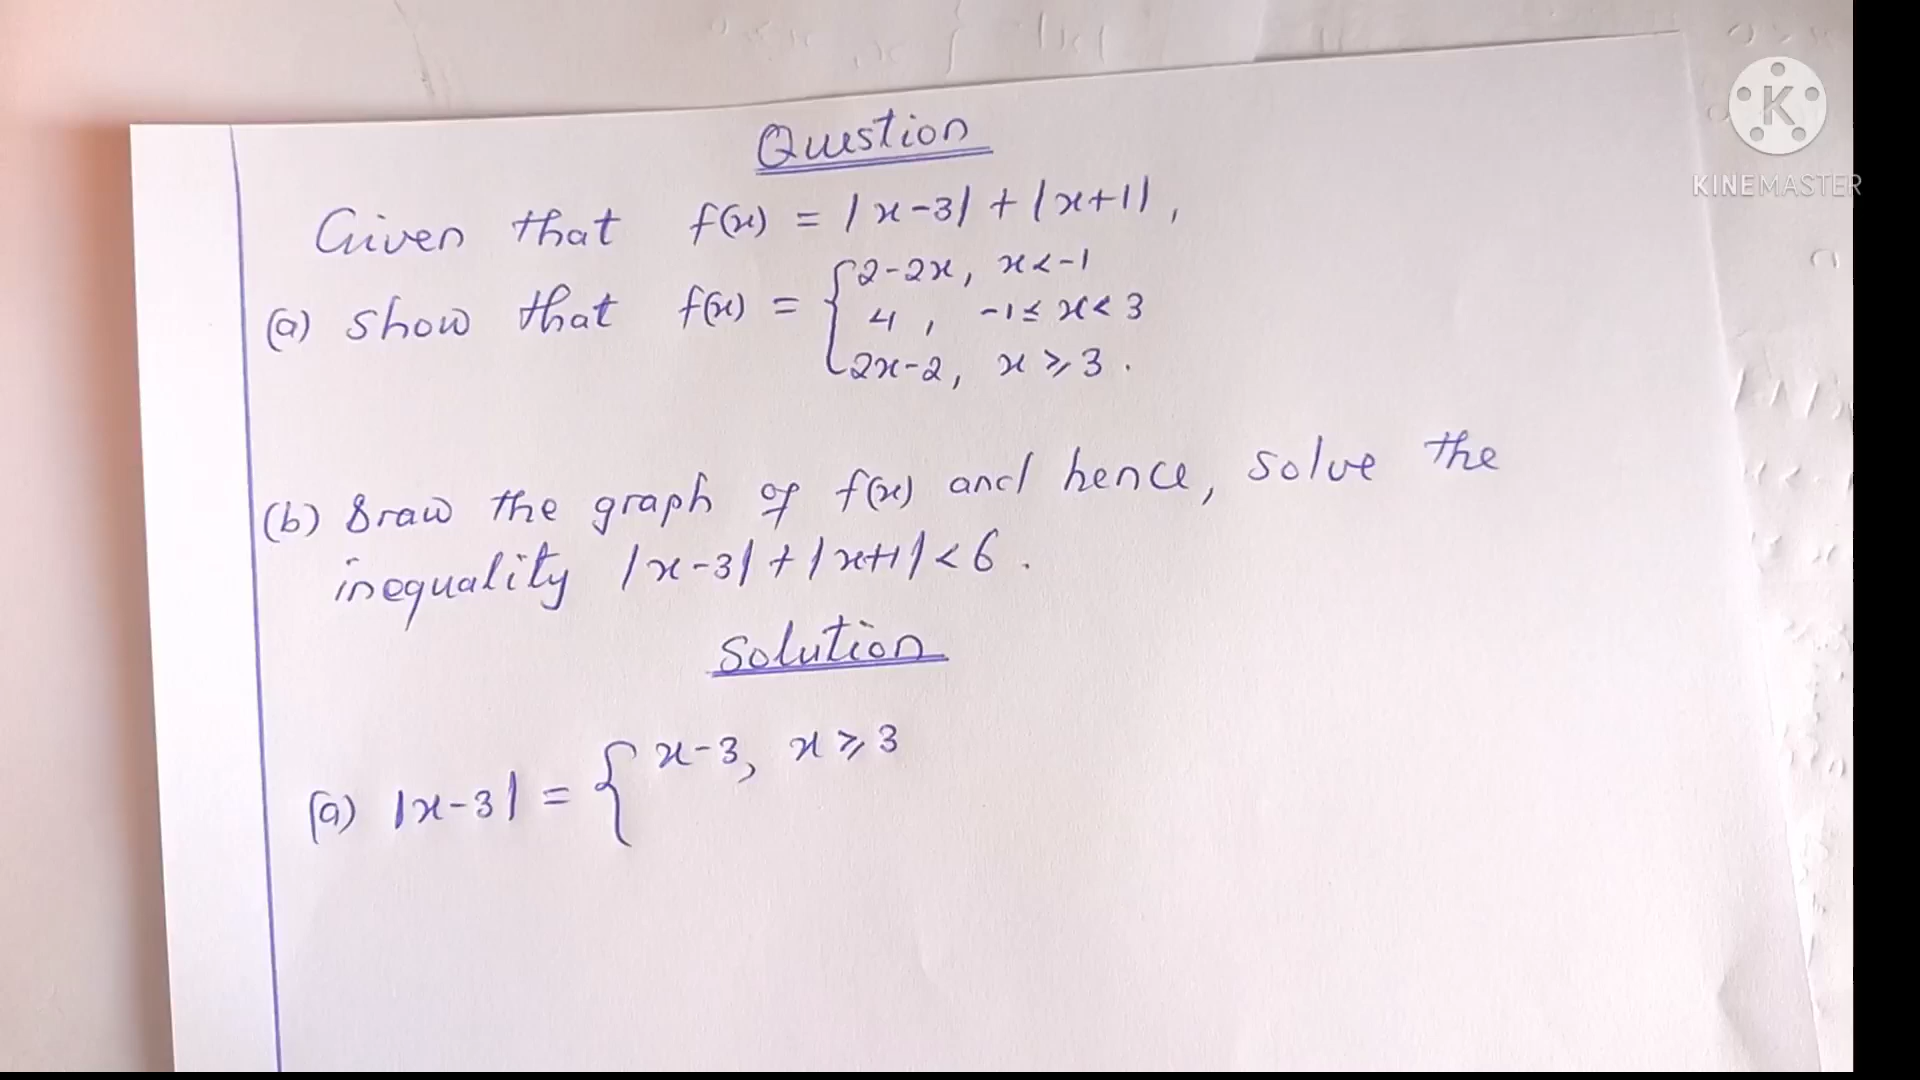 Question
Given that f(x) = |x-3| + |x+1|,
(a) show that f(x) = { 2-2x, x < -1
4, -1 ≤ x < 3
2x-2, x ≥ 3.
(b) Draw the graph of f(x) and hence, solve the
inequality |x-3| + |x+1| < 6.
Solution
(a) |x-3| = { x-3, x ≥ 3
KINEMASTER